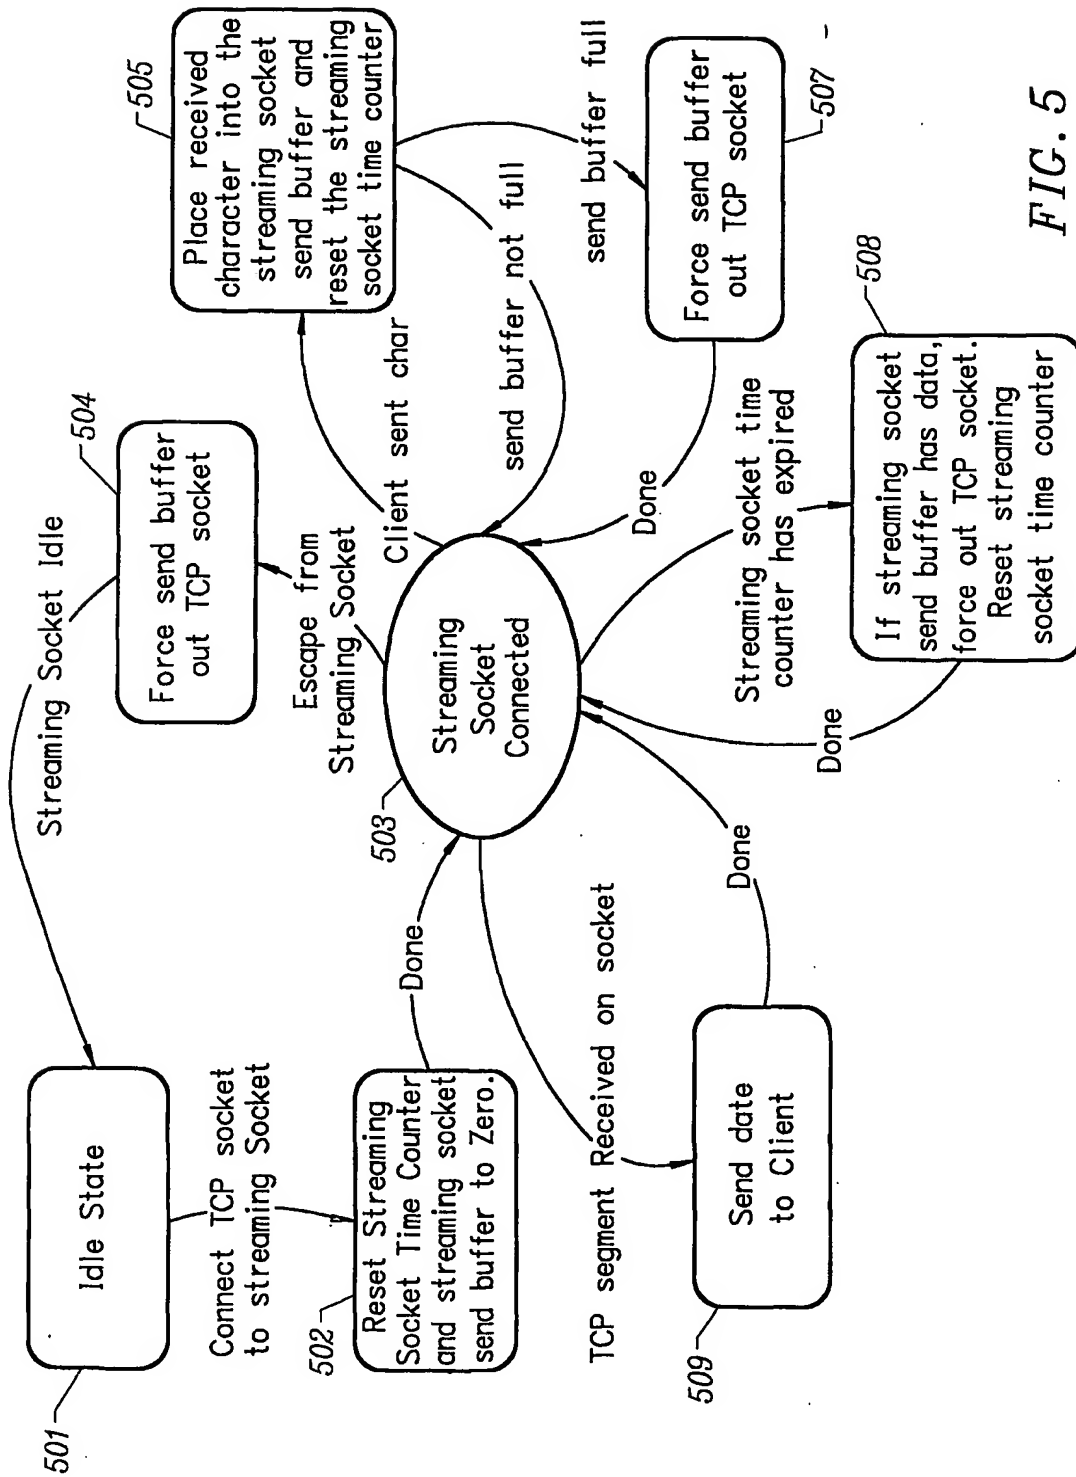 501
Idle State
Streaming Socket Idle
Connect TCP socket
to streaming Socket
502
Reset Streaming
Socket Time Counter
and streaming socket
send buffer to Zero.
Done
503
Streaming
Socket
Connected
Escape from
Streaming Socket
504
Force send buffer
out TCP socket
Client sent char
505
Place received
character into the
streaming socket
send buffer and
reset the streaming
socket time counter
send buffer not full
send buffer full
507
Force send buffer
out TCP socket
Done
Streaming socket time
counter has expired
508
If streaming socket
send buffer has data,
force out TCP socket.
Reset streaming
socket time counter
Done
TCP segment Received on socket
509
Send date
to Client
Done
FIG. 5